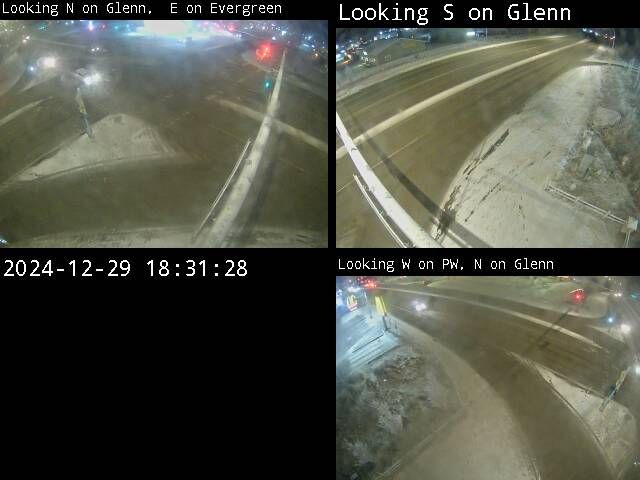 Looking N on Glenn,  E on Evergreen
Looking S on Glenn
2024-12-29 18:31:28
Looking W on PW, N on Glenn